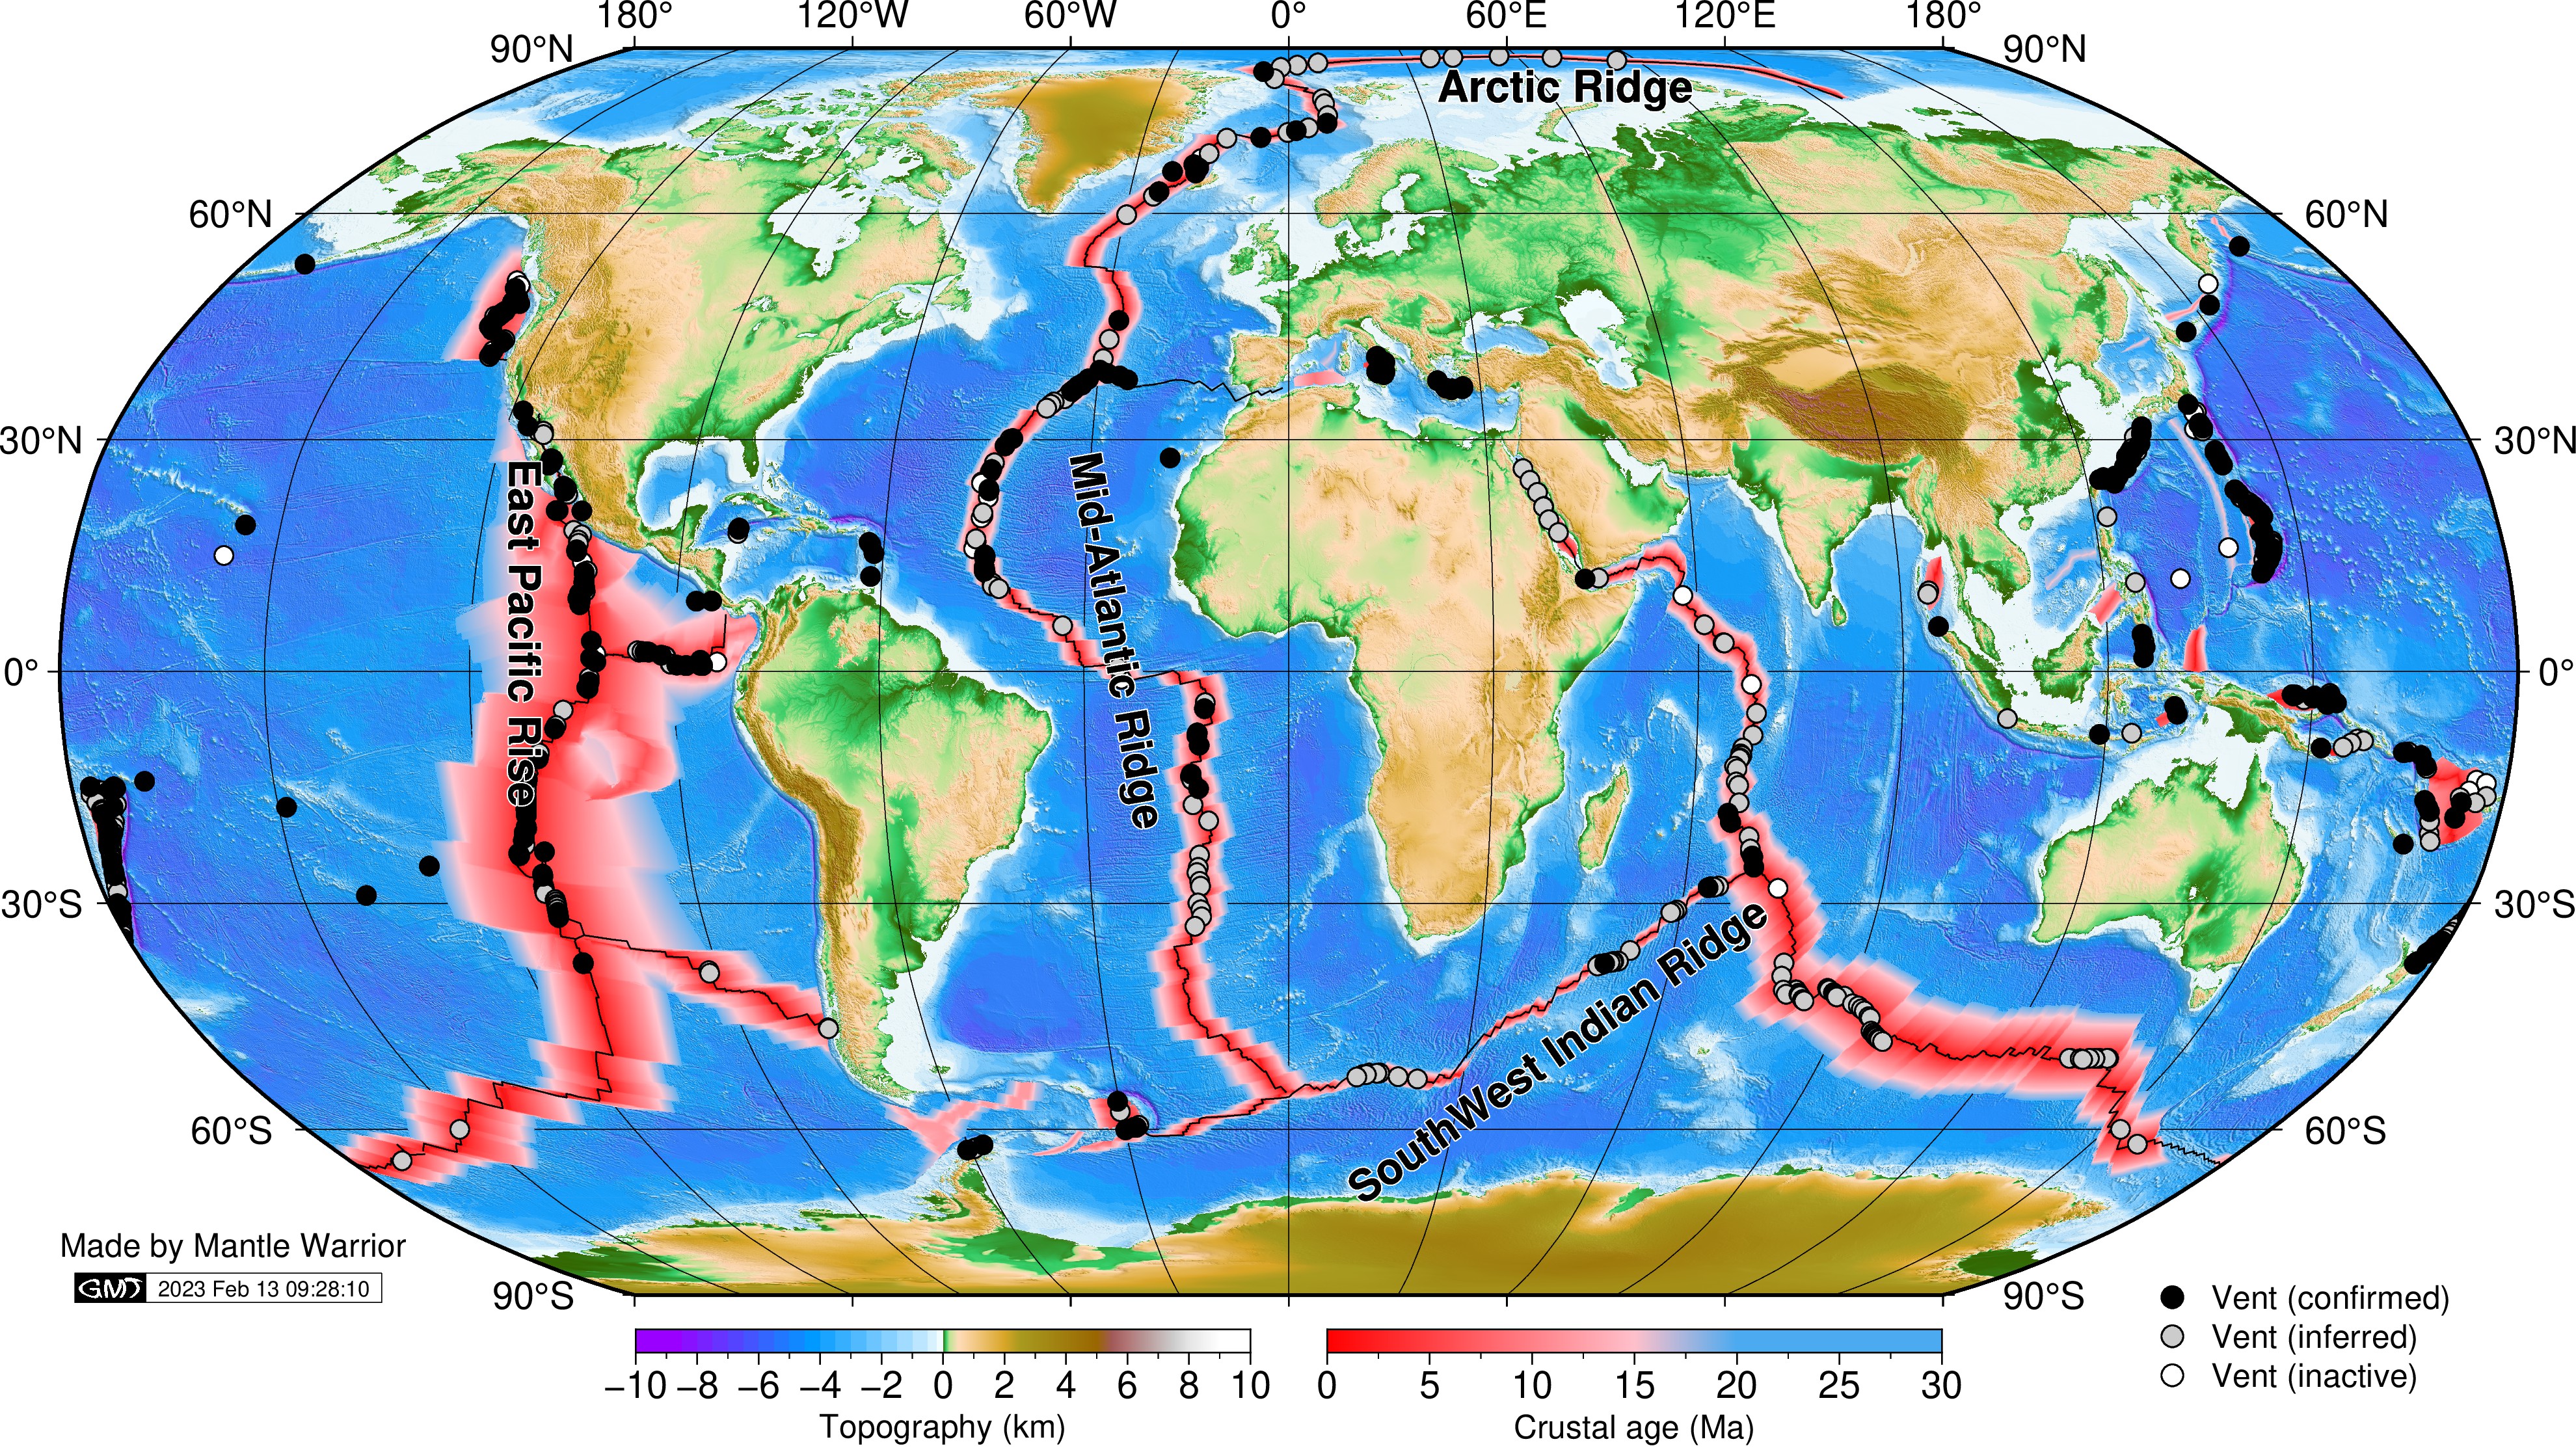 180° 120°W 60°W 0° 60°E 120°E 180°
90°N 90°N
Arctic Ridge
60°N 60°N
30°N 30°N
East Pacific Rise
Mid-Atlantic Ridge
0° 0°
30°S 30°S
SouthWest Indian Ridge
60°S 60°S
Made by Mantle Warrior
GMT 2023 Feb 13 09:28:10
90°S 90°S
Vent (confirmed)
Vent (inferred)
Vent (inactive)
−10 −8 −6 −4 −2 0 2 4 6 8 10
Topography (km)
0 5 10 15 20 25 30
Crustal age (Ma)